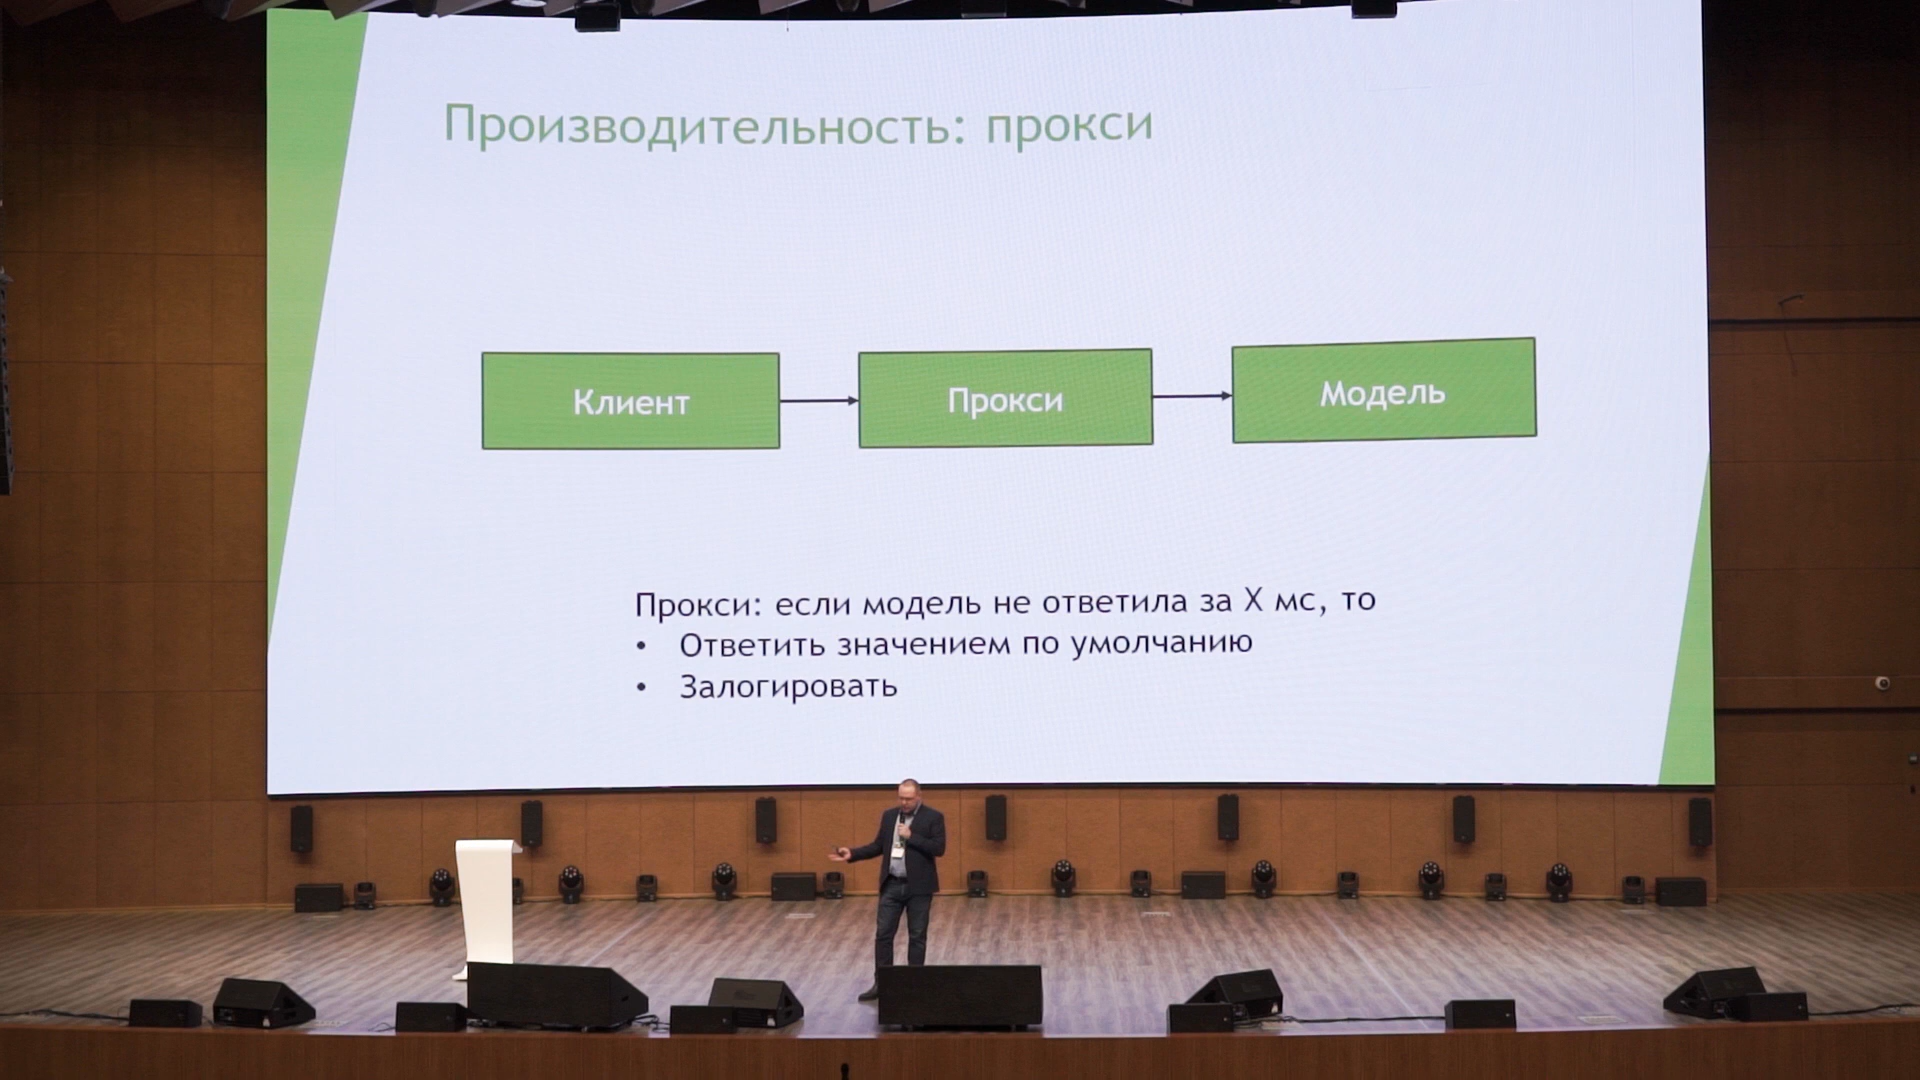 Производительность: прокси
Клиент
Прокси
Модель
Прокси: если модель не ответила за X мс, то
• Ответить значением по умолчанию
• Залогировать